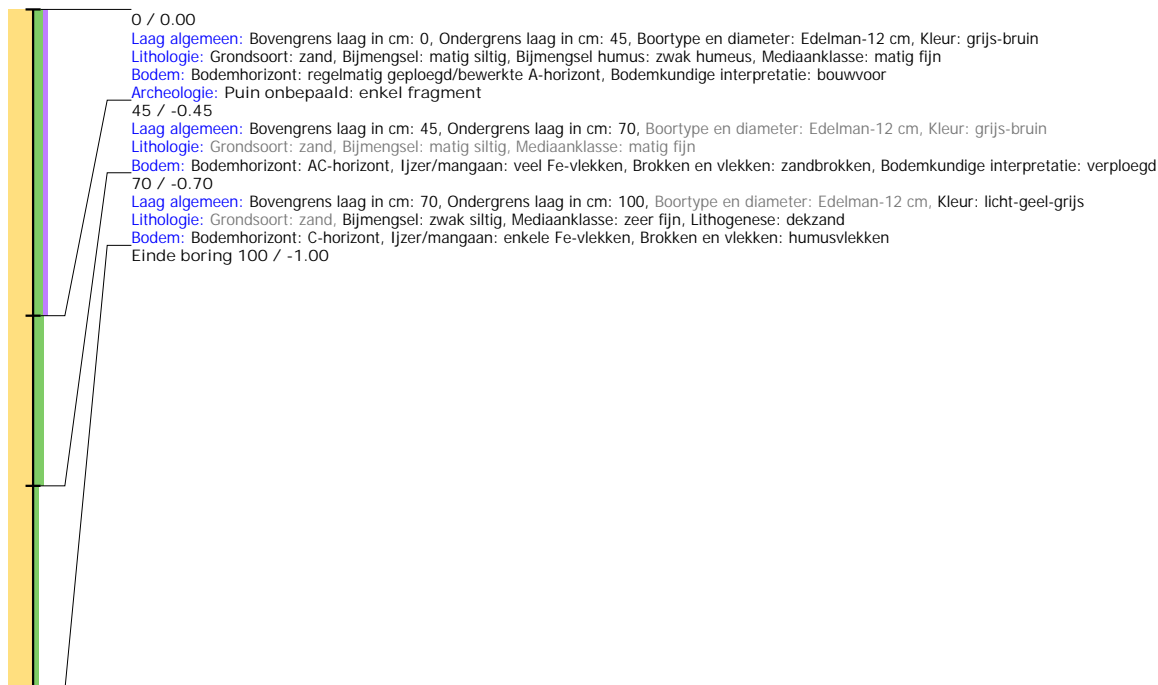 0 / 0.00
Laag algemeen: Bovengrens laag in cm: 0, Ondergrens laag in cm: 45, Boortype en diameter: Edelman-12 cm, Kleur: grijs-bruin
Lithologie: Grondsoort: zand, Bijmengsel: matig siltig, Bijmengsel humus: zwak humeus, Mediaanklasse: matig fijn
Bodem: Bodemhorizont: regelmatig geploegd/bewerkte A-horizont, Bodemkundige interpretatie: bouwvoor
Archeologie: Puin onbepaald: enkel fragment
45 / -0.45
Laag algemeen: Bovengrens laag in cm: 45, Ondergrens laag in cm: 70, Boortype en diameter: Edelman-12 cm, Kleur: grijs-bruin
Lithologie: Grondsoort: zand, Bijmengsel: matig siltig, Mediaanklasse: matig fijn
Bodem: Bodemhorizont: AC-horizont, Ijzer/mangaan: veel Fe-vlekken, Brokken en vlekken: zandbrokken, Bodemkundige interpretatie: verploegd
70 / -0.70
Laag algemeen: Bovengrens laag in cm: 70, Ondergrens laag in cm: 100, Boortype en diameter: Edelman-12 cm, Kleur: licht-geel-grijs
Lithologie: Grondsoort: zand, Bijmengsel: zwak siltig, Mediaanklasse: zeer fijn, Lithogenese: dekzand
Bodem: Bodemhorizont: C-horizont, Ijzer/mangaan: enkele Fe-vlekken, Brokken en vlekken: humusvlekken
Einde boring 100 / -1.00